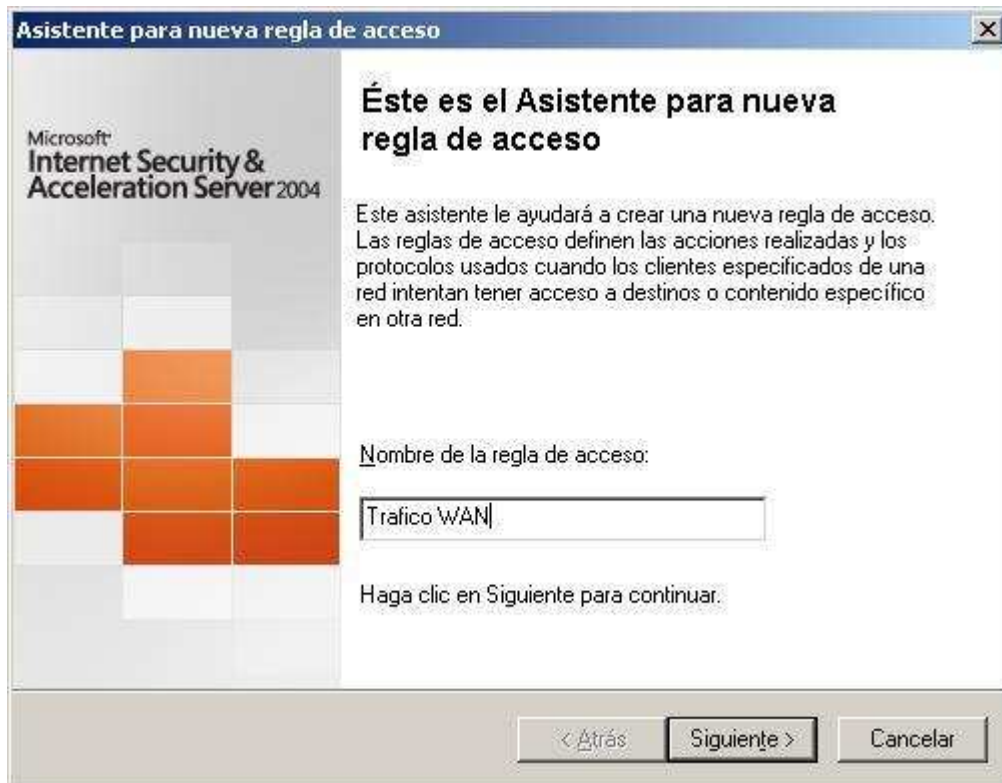 Asistente para nueva regla de acceso
Microsoft
Internet Security &
Acceleration Server 2004
Éste es el Asistente para nueva
regla de acceso
Este asistente le ayudará a crear una nueva regla de acceso.
Las reglas de acceso definen las acciones realizadas y los
protocolos usados cuando los clientes especificados de una
red intentan tener acceso a destinos o contenido específico
en otra red.
Nombre de la regla de acceso:
Trafico WAN
Haga clic en Siguiente para continuar.
< Atrás
Siguiente >
Cancelar